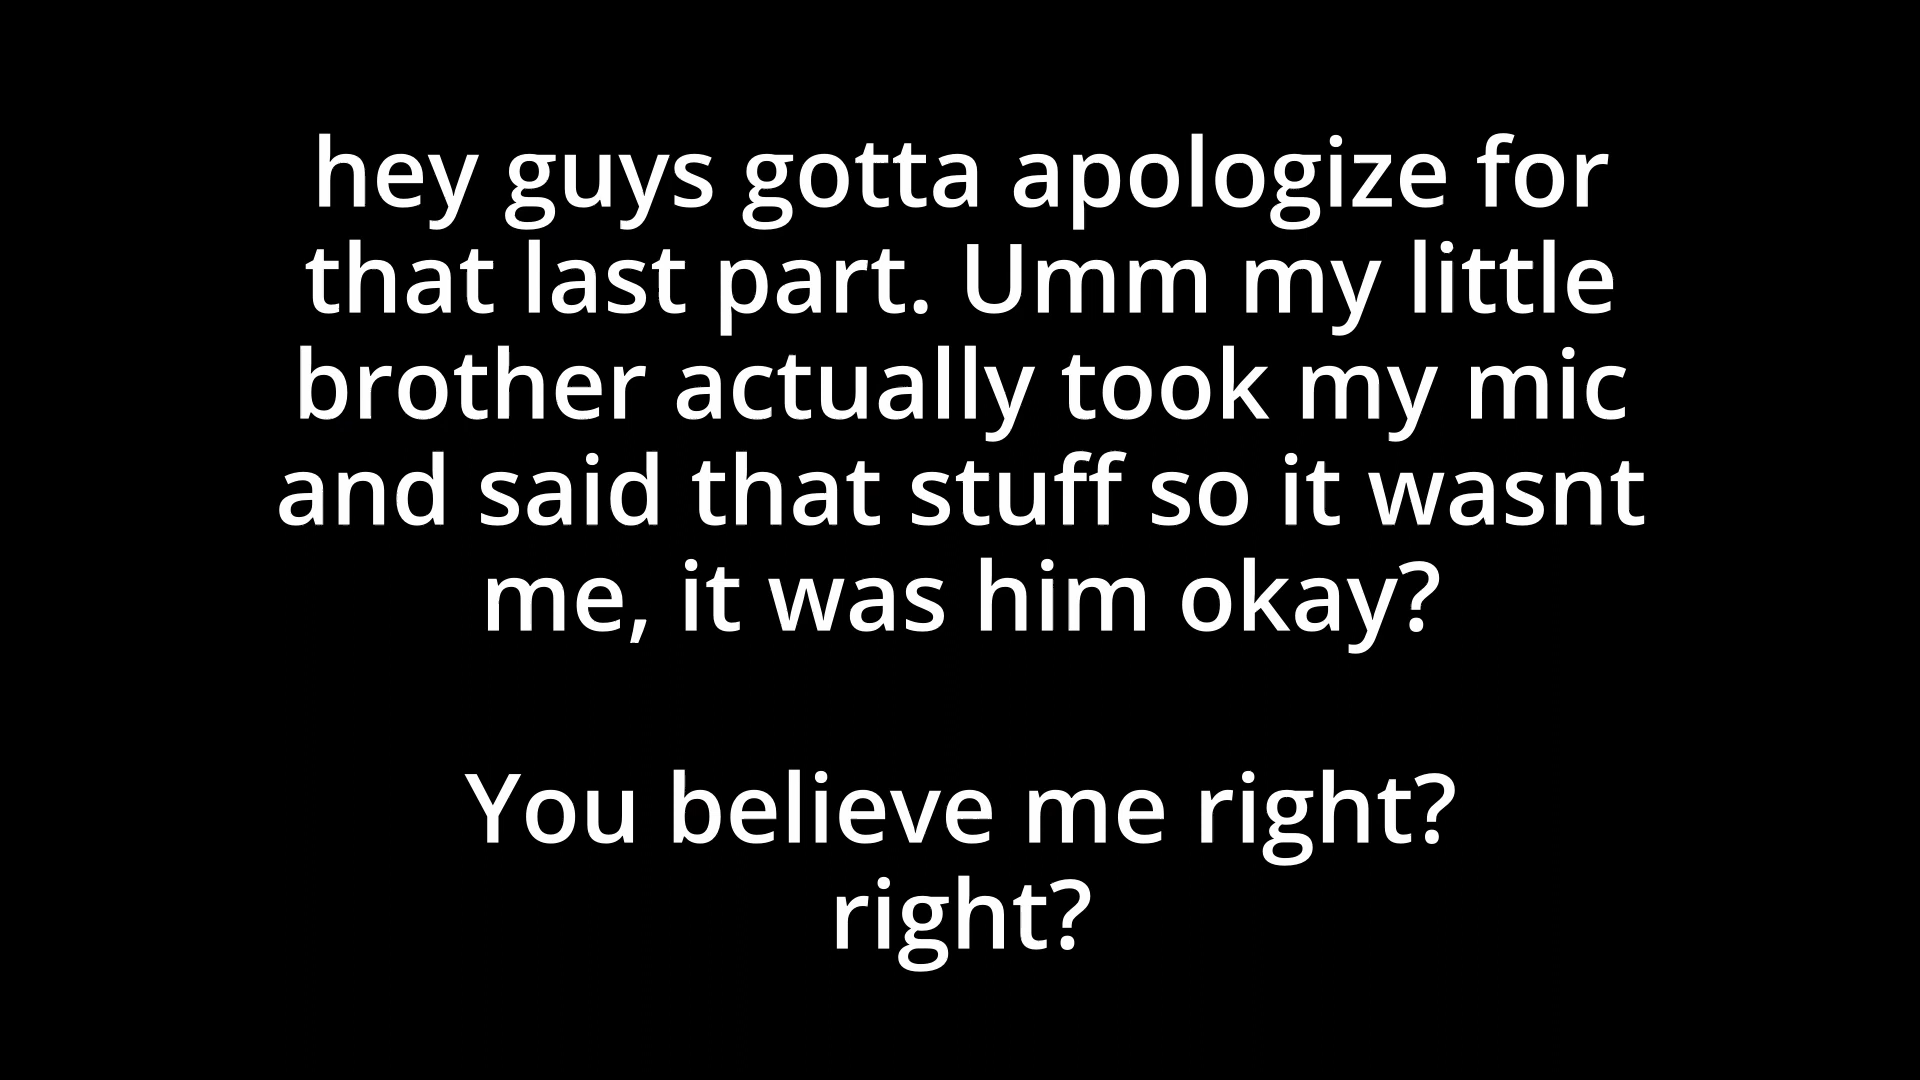 hey guys gotta apologize for
that last part. Umm my little
brother actually took my mic
and said that stuff so it wasnt
me, it was him okay?
You believe me right?
right?